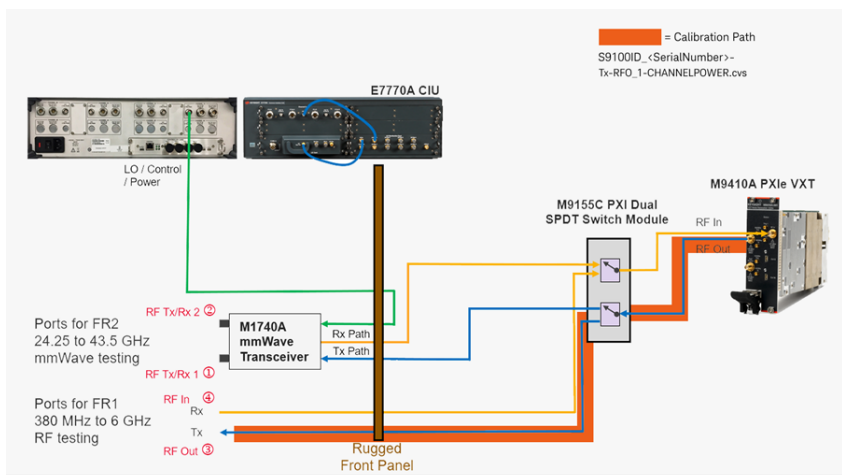 = Calibration Path
S9100ID_<SerialNumber>-
Tx-RFO_1-CHANNELPOWER.cvs
E7770A CIU
LO / Control
/ Power
M9155C PXI Dual
SPDT Switch Module
M9410A PXIe VXT
RF In
RF Out
RF Tx/Rx 2 ②
Ports for FR2
24.25 to 43.5 GHz
mmWave testing
M1740A
mmWave
Transceiver
Rx Path
Tx Path
RF Tx/Rx 1 ①
Ports for FR1
380 MHz to 6 GHz
RF testing
RF In ④
Rx
Tx
RF Out ③
Rugged
Front Panel